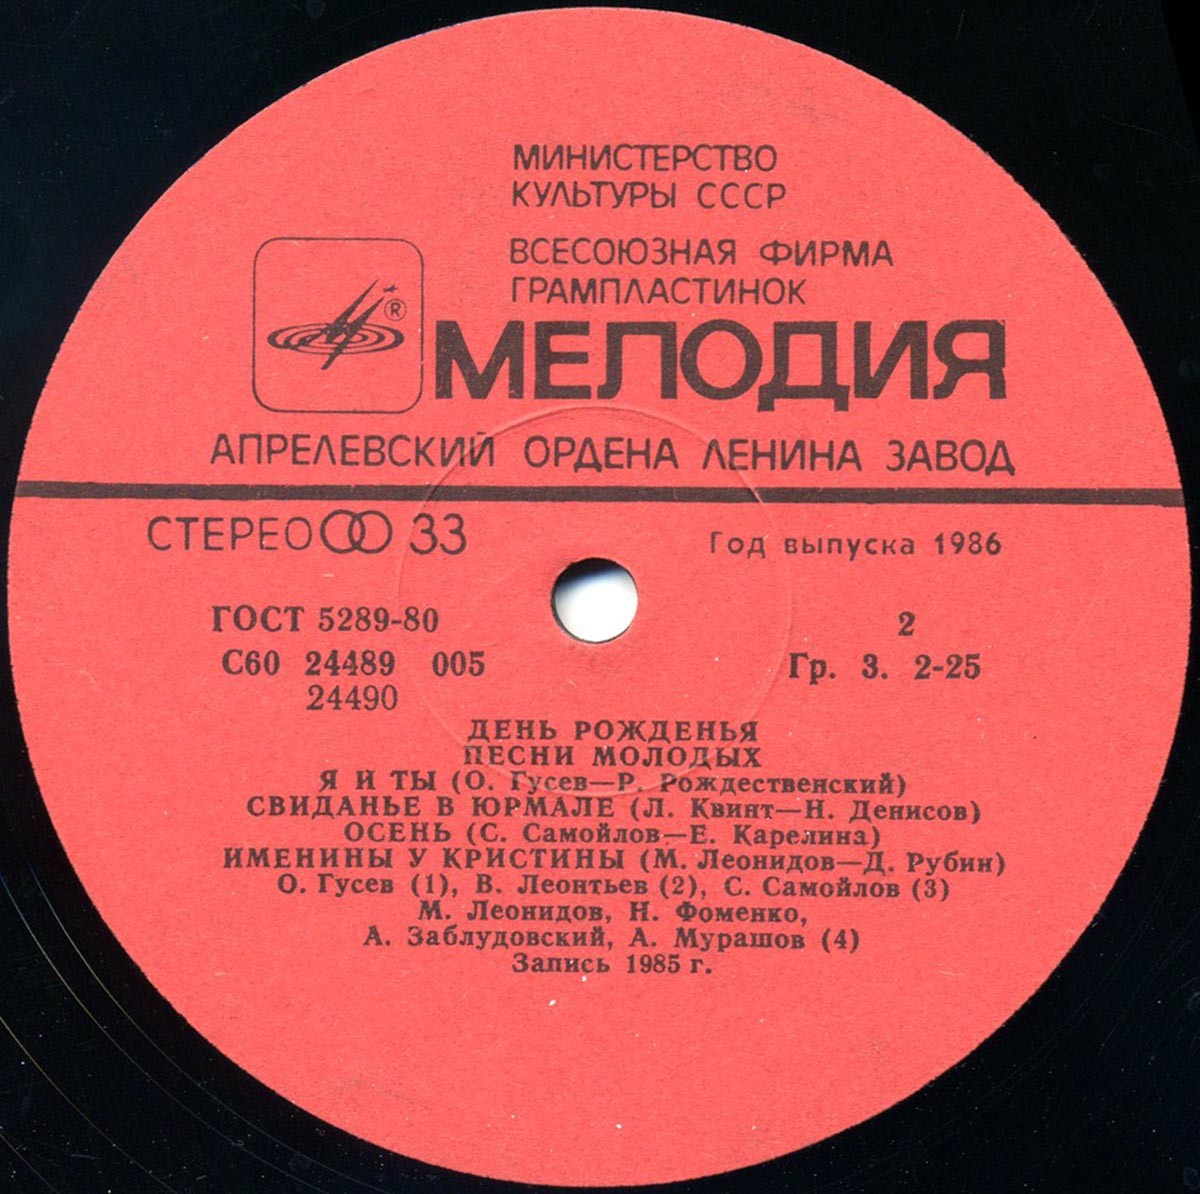 МИНИСТЕРСТВО
КУЛЬТУРЫ СССР
ВСЕСОЮЗНАЯ ФИРМА
ГРАМПЛАСТИНОК
®
МЕЛОДИЯ
АПРЕЛЕВСКИЙ ОРДЕНА ЛЕНИНА ЗАВОД
СТЕРЕО 33
Год выпуска 1986
ГОСТ 5289-80
2
С60 24489 005
Гр. 3. 2-25
24490
ДЕНЬ РОЖДЕНЬЯ
ПЕСНИ МОЛОДЫХ
Я И ТЫ (О. Гусев—Р. Рождественский)
СВИДАНЬЕ В ЮРМАЛЕ (Л. Квинт—Н. Денисов)
ОСЕНЬ (С. Самойлов—Е. Карелина)
ИМЕНИНЫ У КРИСТИНЫ (М. Леонидов—Д. Рубин)
О. Гусев (1), В. Леонтьев (2), С. Самойлов (3)
М. Леонидов, Н. Фоменко,
А. Заблудовский, А. Мурашов (4)
Запись 1985 г.